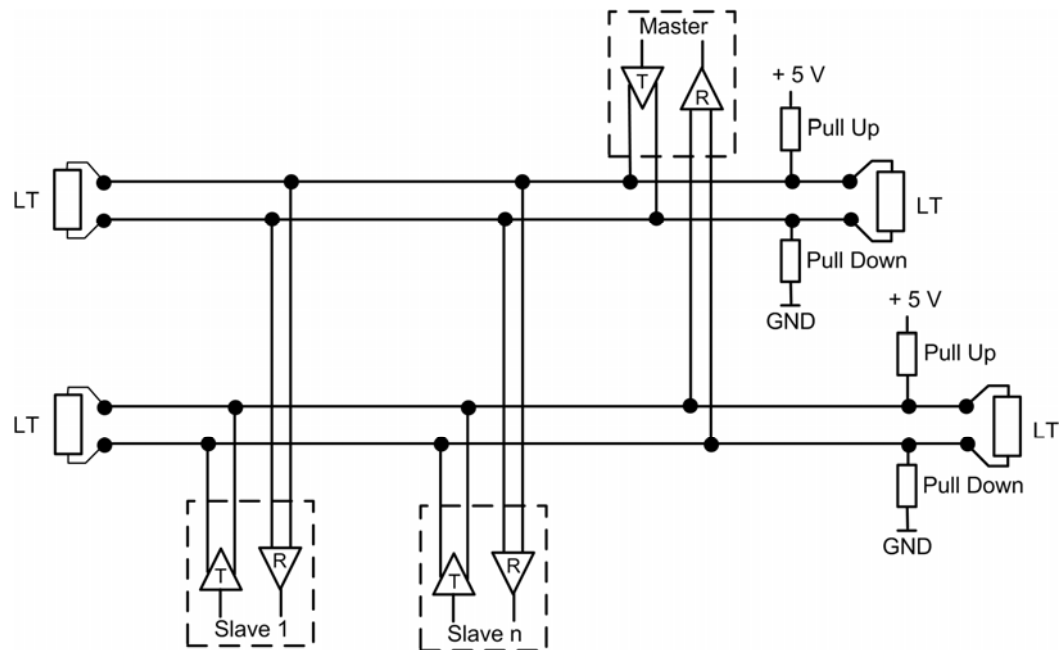 Master
T
R
+ 5 V
Pull Up
LT
LT
Pull Down
GND
+ 5 V
Pull Up
LT
LT
Pull Down
GND
T
R
Slave 1
T
R
Slave n